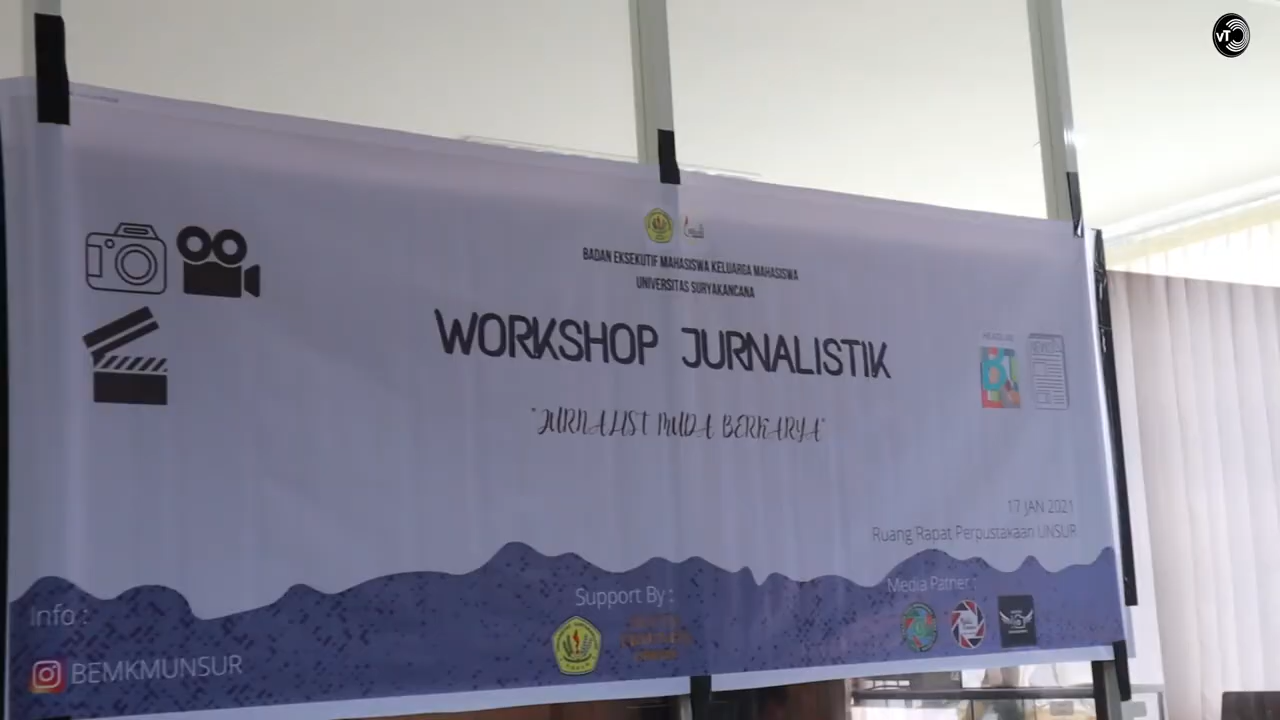 VT
BADAN EKSEKUTIF MAHASISWA KELUARGA MAHASISWA
UNIVERSITAS SURYAKANCANA
WORKSHOP JURNALISTIK
"JURNALIST MUDA BERKARYA"
17 JAN 2021
Ruang Rapat Perpustakaan UNSUR
Info :
BEMKMUNSUR
Support By :
Media Patner :